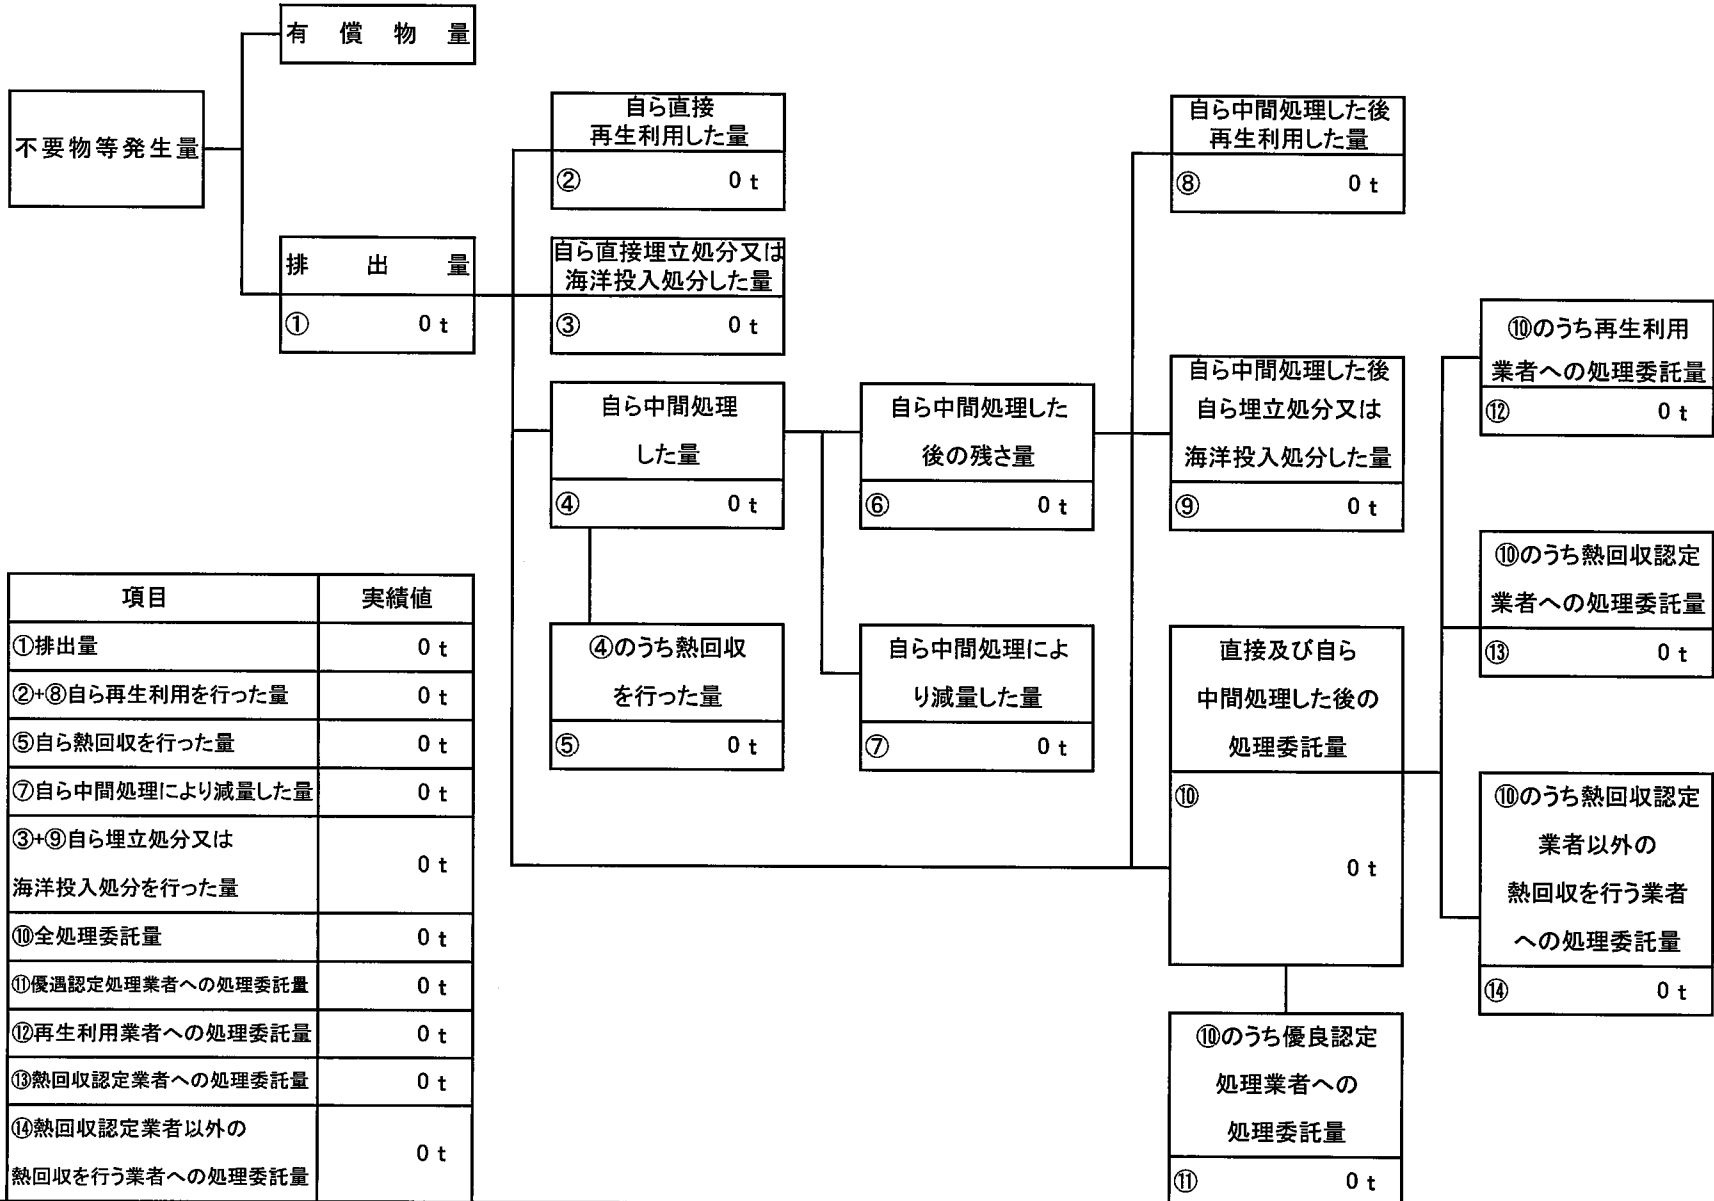 有償物量
不要物等発生量
排出量
① 0 t
自ら直接
再生利用した量
② 0 t
自ら直接埋立処分又は
海洋投入処分した量
③ 0 t
自ら中間処理
した量
④ 0 t
④のうち熱回収
を行った量
⑤ 0 t
自ら中間処理した
後の残さ量
⑥ 0 t
自ら中間処理によ
り減量した量
⑦ 0 t
自ら中間処理した後
再生利用した量
⑧ 0 t
自ら中間処理した後
自ら埋立処分又は
海洋投入処分した量
⑨ 0 t
直接及び自ら
中間処理した後の
処理委託量
⑩
0 t
⑩のうち優良認定
処理業者への
処理委託量
⑪ 0 t
⑩のうち再生利用
業者への処理委託量
⑫ 0 t
⑩のうち熱回収認定
業者への処理委託量
⑬ 0 t
⑩のうち熱回収認定
業者以外の
熱回収を行う業者
への処理委託量
⑭ 0 t
項目 実績値
①排出量 0 t
②+⑧自ら再生利用を行った量 0 t
⑤自ら熱回収を行った量 0 t
⑦自ら中間処理により減量した量 0 t
③+⑨自ら埋立処分又は
海洋投入処分を行った量 0 t
⑩全処理委託量 0 t
⑪優遇認定処理業者への処理委託量 0 t
⑫再生利用業者への処理委託量 0 t
⑬熱回収認定業者への処理委託量 0 t
⑭熱回収認定業者以外の
熱回収を行う業者への処理委託量 0 t